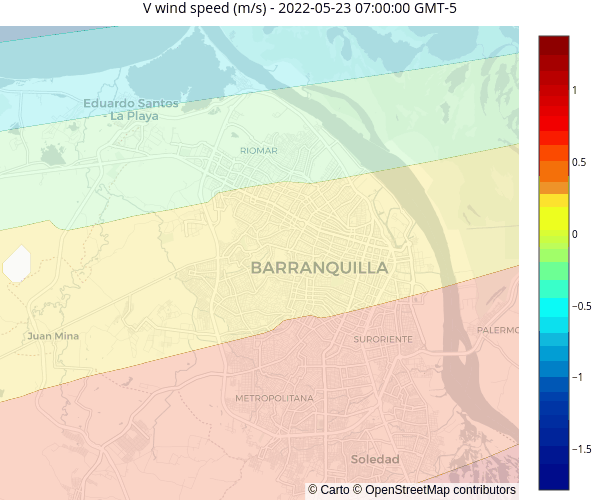 V wind speed (m/s) - 2022-05-23 07:00:00 GMT-5
Eduardo Santos
- La Playa
RIOMAR
BARRANQUILLA
Juan Mina
SURORIENTE
PALERMO
METROPOLITANA
Soledad
© Carto © OpenStreetMap contributors
1
0.5
0
−0.5
−1
−1.5